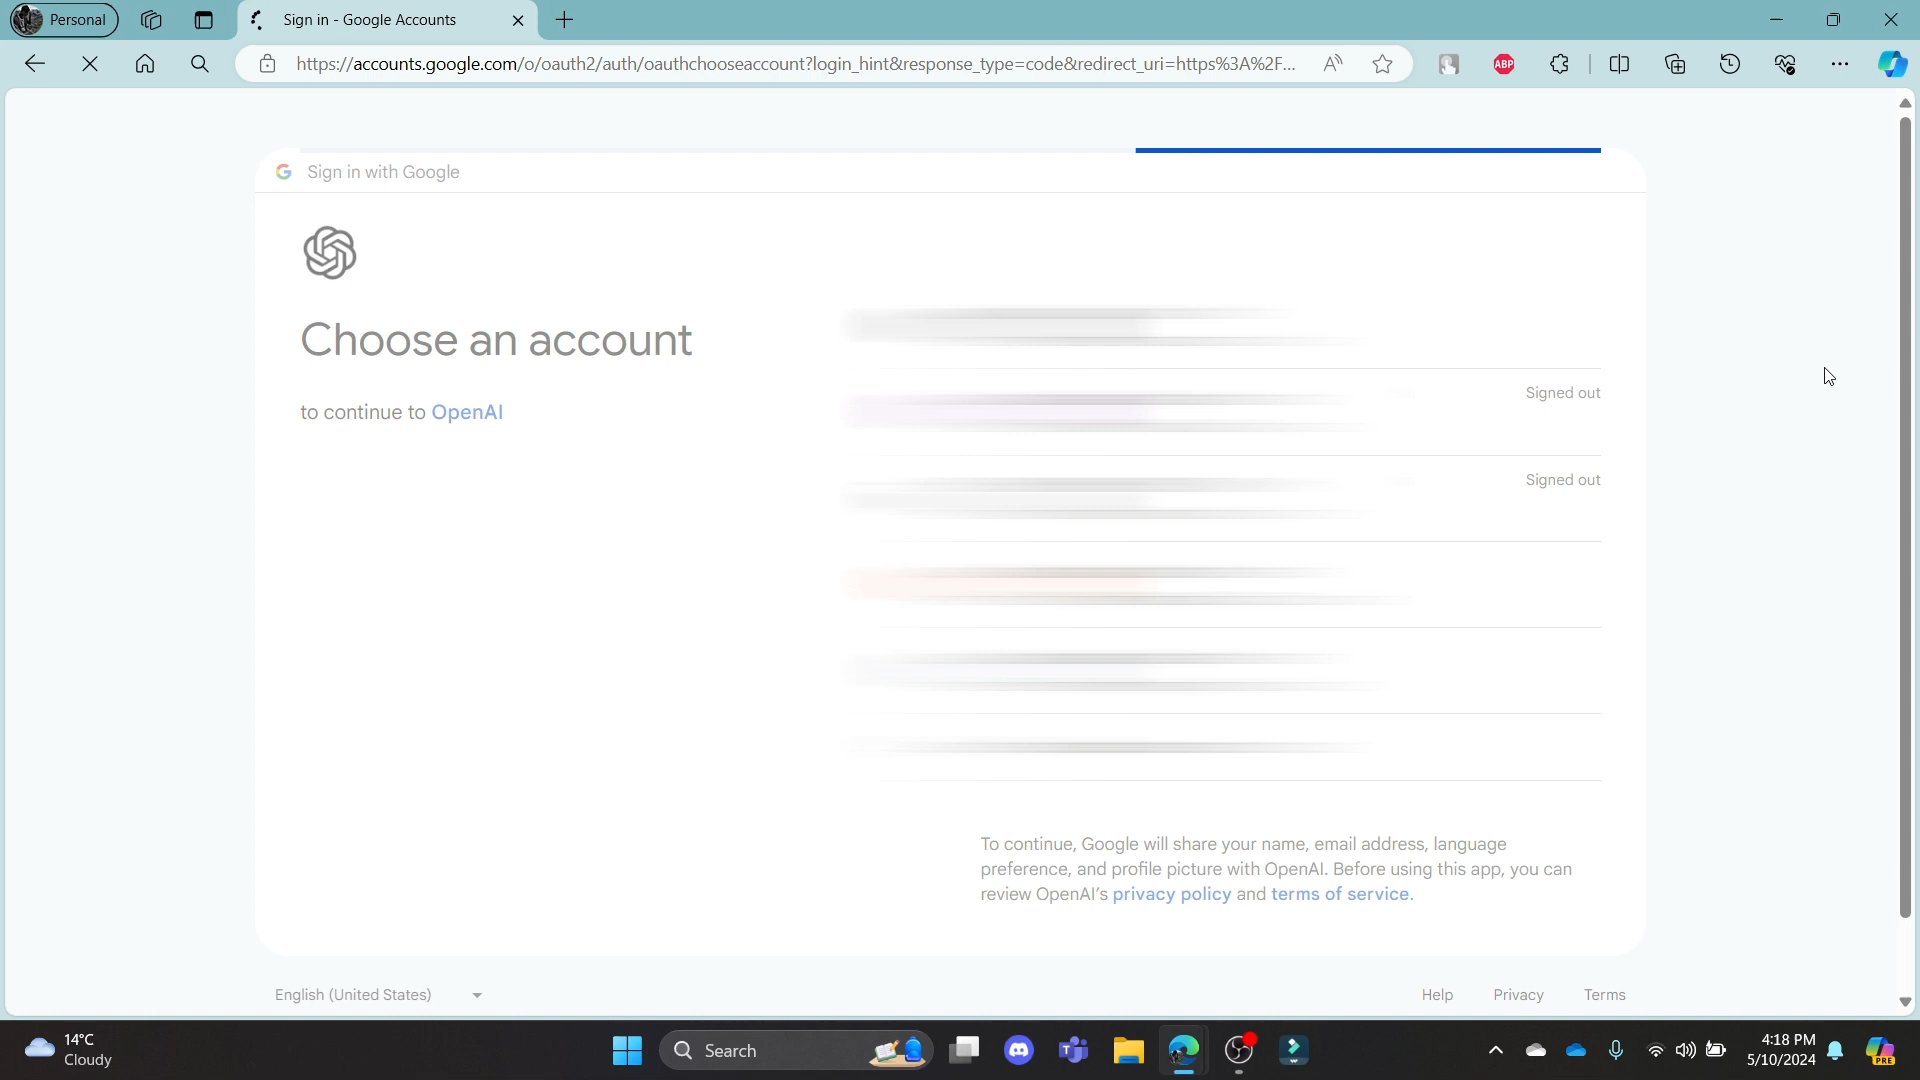 Personal
Sign in - Google Accounts
https://accounts.google.com/o/oauth2/auth/oauthchooseaccount?login_hint&response_type=code&redirect_uri=https%3A%2F...
ABP
Sign in with Google
Choose an account
to continue to OpenAI
Signed out
Signed out
To continue, Google will share your name, email address, language
preference, and profile picture with OpenAI. Before using this app, you can
review OpenAI's privacy policy and terms of service.
English (United States)
Help
Privacy
Terms
14°C
Cloudy
Search
4:18 PM
5/10/2024
PRE